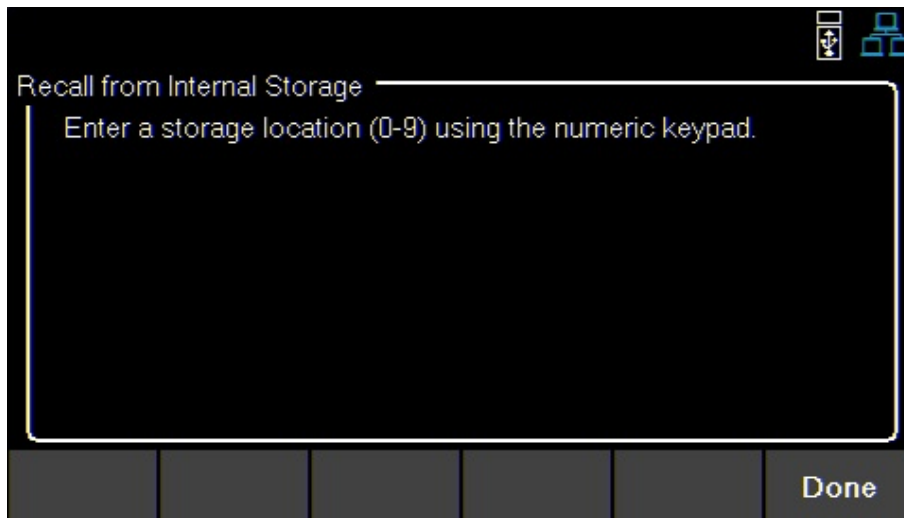 Recall from Internal Storage
Enter a storage location (0-9) using the numeric keypad.
Done